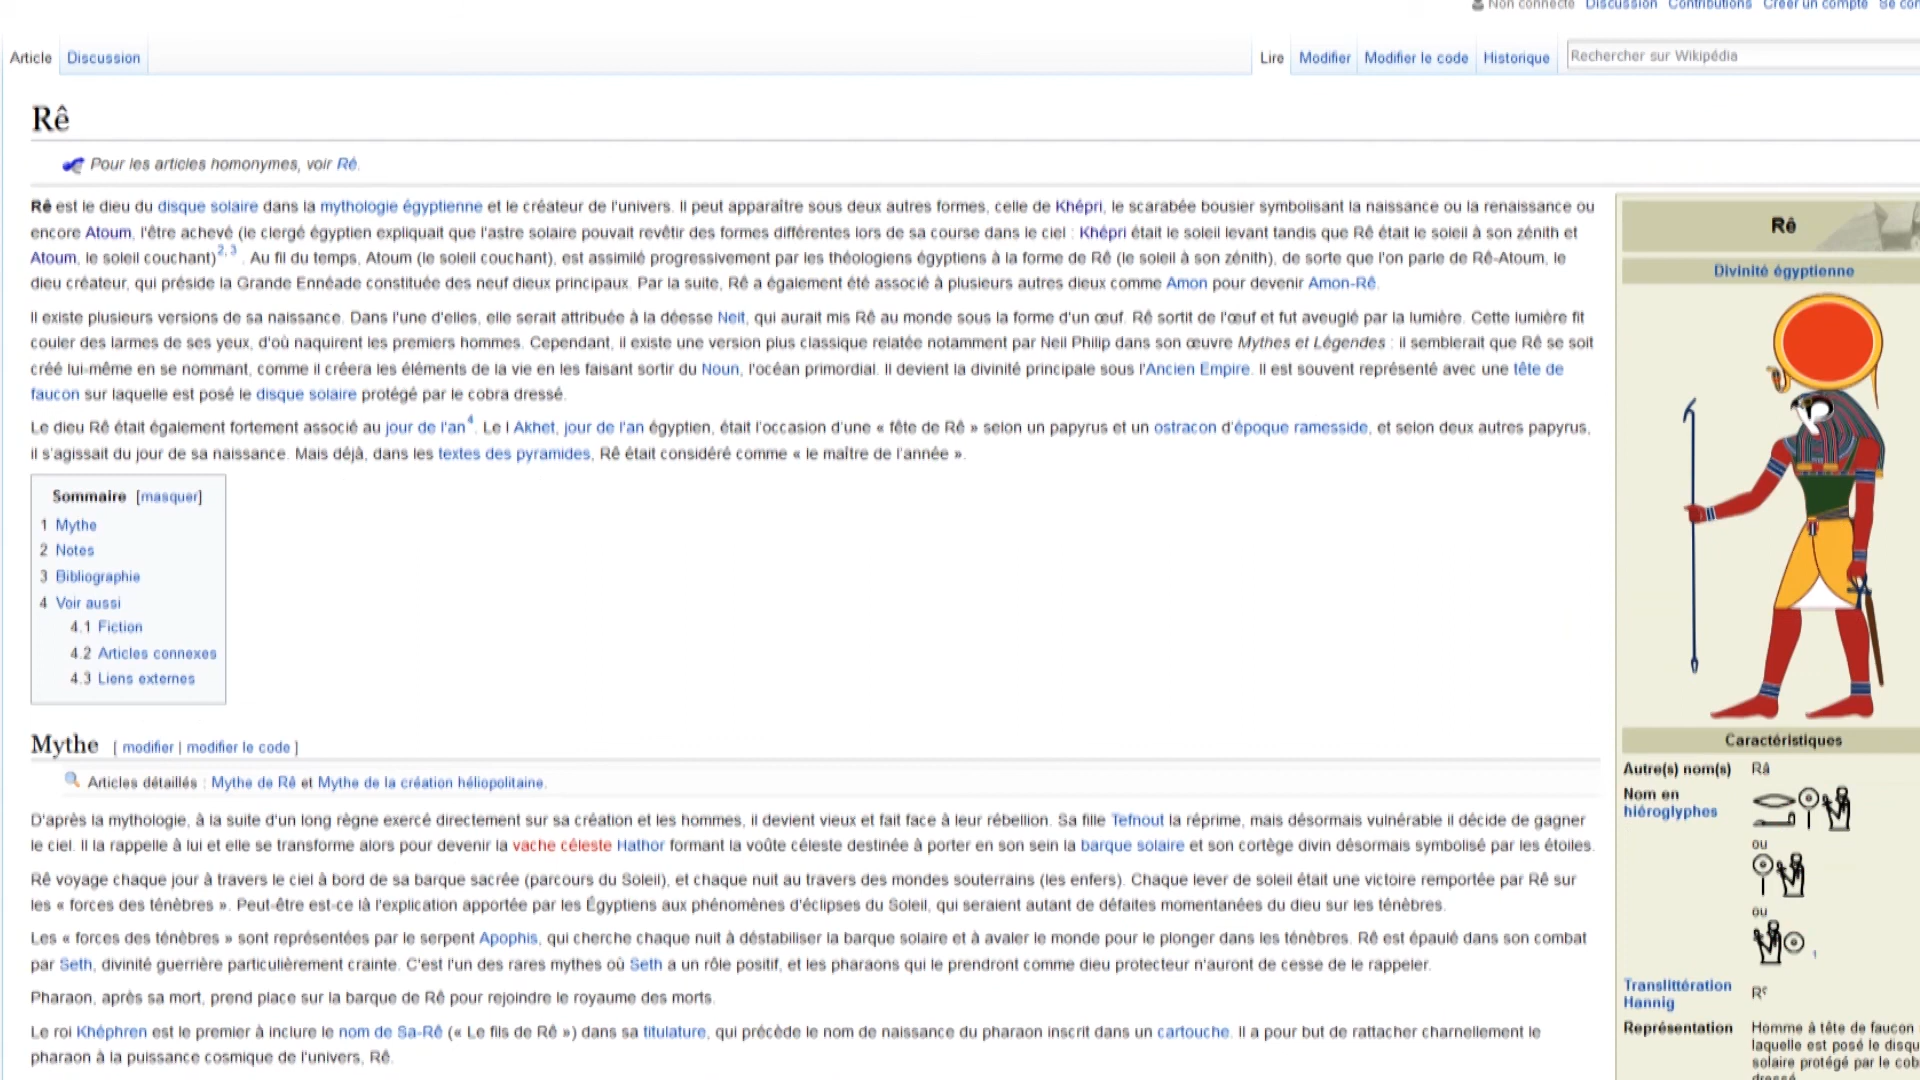 Non connecté Discussion Contributions Créer un compte Se con
Article Discussion Lire Modifier Modifier le code Historique Rechercher sur Wikipédia
Rê
Pour les articles homonymes, voir Ré.
Rê est le dieu du disque solaire dans la mythologie égyptienne et le créateur de l'univers. Il peut apparaître sous deux autres formes, celle de Khépri, le scarabée bousier symbolisant la naissance ou la renaissance ou
encore Atoum, l'être achevé (le clergé égyptien expliquait que l'astre solaire pouvait revêtir des formes différentes lors de sa course dans le ciel : Khépri était le soleil levant tandis que Rê était le soleil à son zénith et
Atoum, le soleil couchant)2, 3 . Au fil du temps, Atoum (le soleil couchant), est assimilé progressivement par les théologiens égyptiens à la forme de Rê (le soleil à son zénith), de sorte que l'on parle de Rê-Atoum, le
dieu créateur, qui préside la Grande Ennéade constituée des neuf dieux principaux. Par la suite, Rê a également été associé à plusieurs autres dieux comme Amon pour devenir Amon-Rê.
Il existe plusieurs versions de sa naissance. Dans l'une d'elles, elle serait attribuée à la déesse Neit, qui aurait mis Rê au monde sous la forme d'un œuf. Rê sortit de l'œuf et fut aveuglé par la lumière. Cette lumière fit
couler des larmes de ses yeux, d'où naquirent les premiers hommes. Cependant, il existe une version plus classique relatée notamment par Neil Philip dans son œuvre Mythes et Légendes : il semblerait que Rê se soit
créé lui-même en se nommant, comme il créera les éléments de la vie en les faisant sortir du Noun, l'océan primordial. Il devient la divinité principale sous l'Ancien Empire. Il est souvent représenté avec une tête de
faucon sur laquelle est posé le disque solaire protégé par le cobra dressé.
Le dieu Rê était également fortement associé au jour de l'an4. Le I Akhet, jour de l'an égyptien, était l'occasion d'une « fête de Rê » selon un papyrus et un ostracon d'époque ramesside, et selon deux autres papyrus,
il s'agissait du jour de sa naissance. Mais déjà, dans les textes des pyramides, Rê était considéré comme « le maître de l'année ».
Sommaire [masquer]
1 Mythe
2 Notes
3 Bibliographie
4 Voir aussi
4.1 Fiction
4.2 Articles connexes
4.3 Liens externes
Mythe [ modifier | modifier le code ]
Articles détaillés : Mythe de Rê et Mythe de la création héliopolitaine.
D'après la mythologie, à la suite d'un long règne exercé directement sur sa création et les hommes, il devient vieux et fait face à leur rébellion. Sa fille Tefnout la réprime, mais désormais vulnérable il décide de gagner
le ciel. Il la rappelle à lui et elle se transforme alors pour devenir la vache céleste Hathor formant la voûte céleste destinée à porter en son sein la barque solaire et son cortège divin désormais symbolisé par les étoiles.
Rê voyage chaque jour à travers le ciel à bord de sa barque sacrée (parcours du Soleil), et chaque nuit au travers des mondes souterrains (les enfers). Chaque lever de soleil était une victoire remportée par Rê sur
les « forces des ténèbres ». Peut-être est-ce là l'explication apportée par les Égyptiens aux phénomènes d'éclipses du Soleil, qui seraient autant de défaites momentanées du dieu sur les ténèbres.
Les « forces des ténèbres » sont représentées par le serpent Apophis, qui cherche chaque nuit à déstabiliser la barque solaire et à avaler le monde pour le plonger dans les ténèbres. Rê est épaulé dans son combat
par Seth, divinité guerrière particulièrement crainte. C'est l'un des rares mythes où Seth a un rôle positif, et les pharaons qui le prendront comme dieu protecteur n'auront de cesse de le rappeler.
Pharaon, après sa mort, prend place sur la barque de Rê pour rejoindre le royaume des morts.
Le roi Khéphren est le premier à inclure le nom de Sa-Rê (« Le fils de Rê ») dans sa titulature, qui précède le nom de naissance du pharaon inscrit dans un cartouche. Il a pour but de rattacher charnellement le
pharaon à la puissance cosmique de l'univers, Rê.
Rê
Divinité égyptienne
Caractéristiques
Autre(s) nom(s) Râ
Nom en
hiéroglyphes
ou
ou
1
Translittération
Hannig
Rˁ
Représentation Homme à tête de faucon
laquelle est posé le disqu
solaire protégé par le cob
dressé